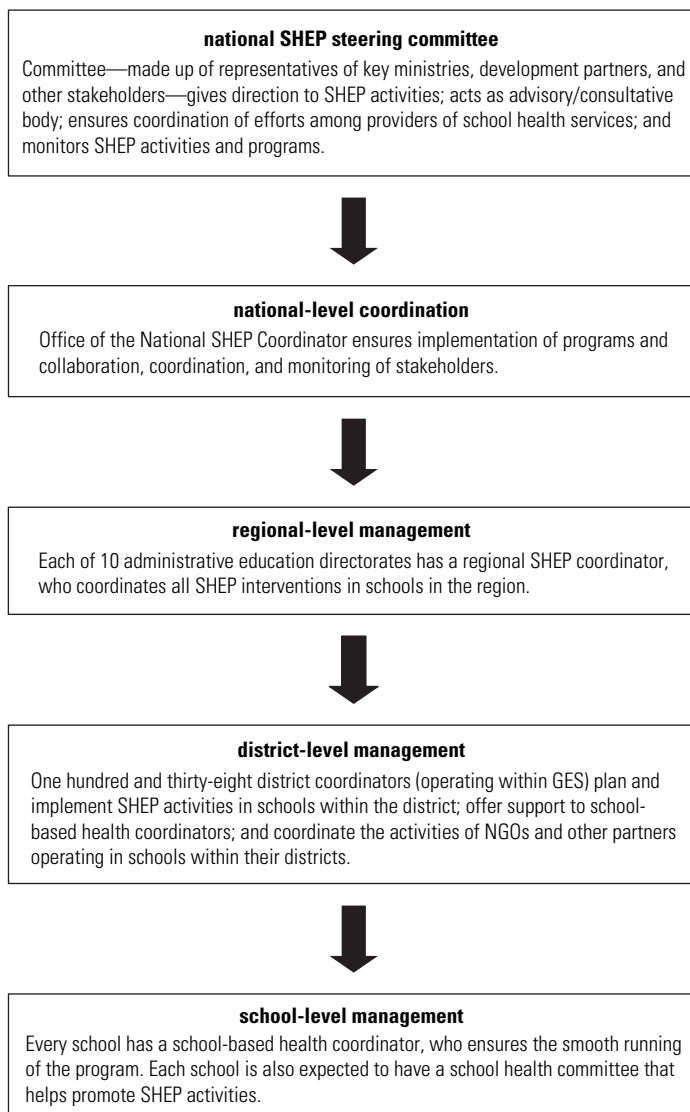 national SHEP steering committee
Committee—made up of representatives of key ministries, development partners, and
other stakeholders—gives direction to SHEP activities; acts as advisory/consultative
body; ensures coordination of efforts among providers of school health services; and
monitors SHEP activities and programs.
national-level coordination
Office of the National SHEP Coordinator ensures implementation of programs and
collaboration, coordination, and monitoring of stakeholders.
regional-level management
Each of 10 administrative education directorates has a regional SHEP coordinator,
who coordinates all SHEP interventions in schools in the region.
district-level management
One hundred and thirty-eight district coordinators (operating within GES) plan and
implement SHEP activities in schools within the district; offer support to school-
based health coordinators; and coordinate the activities of NGOs and other partners
operating in schools within their districts.
school-level management
Every school has a school-based health coordinator, who ensures the smooth running
of the program. Each school is also expected to have a school health committee that
helps promote SHEP activities.